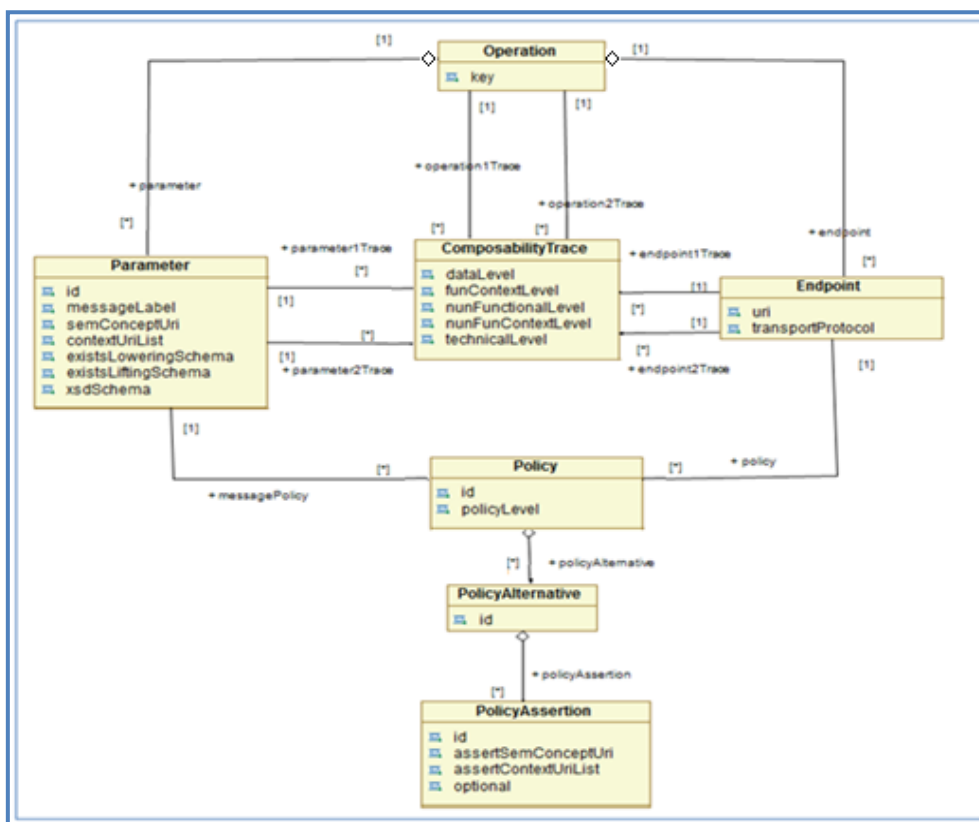 [1]
Operation
[1]
key
[1]
[1]
+ operation1Trace
+ parameter
+ operation2Trace
[*]
[*]
[*]
+ endpoint
[*]
+ parameter1Trace
ComposabilityTrace
+ endpoint1Trace
Parameter
[*]
dataLevel
Endpoint
id
funContextLevel
[1]
messageLabel
[1]
nunFunctionalLevel
[*]
uri
semConceptUri
nunFunContextLevel
[1]
transportProtocol
contextUriList
[*]
technicalLevel
existsLoweringSchema
[1]
[*]
existsLiftingSchema
+ parameter2Trace
+ endpoint2Trace
[1]
xsdSchema
[1]
Policy
+ policy
[*]
[*]
+ messagePolicy
id
policyLevel
[*]
+ policyAlternative
PolicyAlternative
id
+ policyAssertion
[*]
PolicyAssertion
id
assertSemConceptUri
assertContextUriList
optional